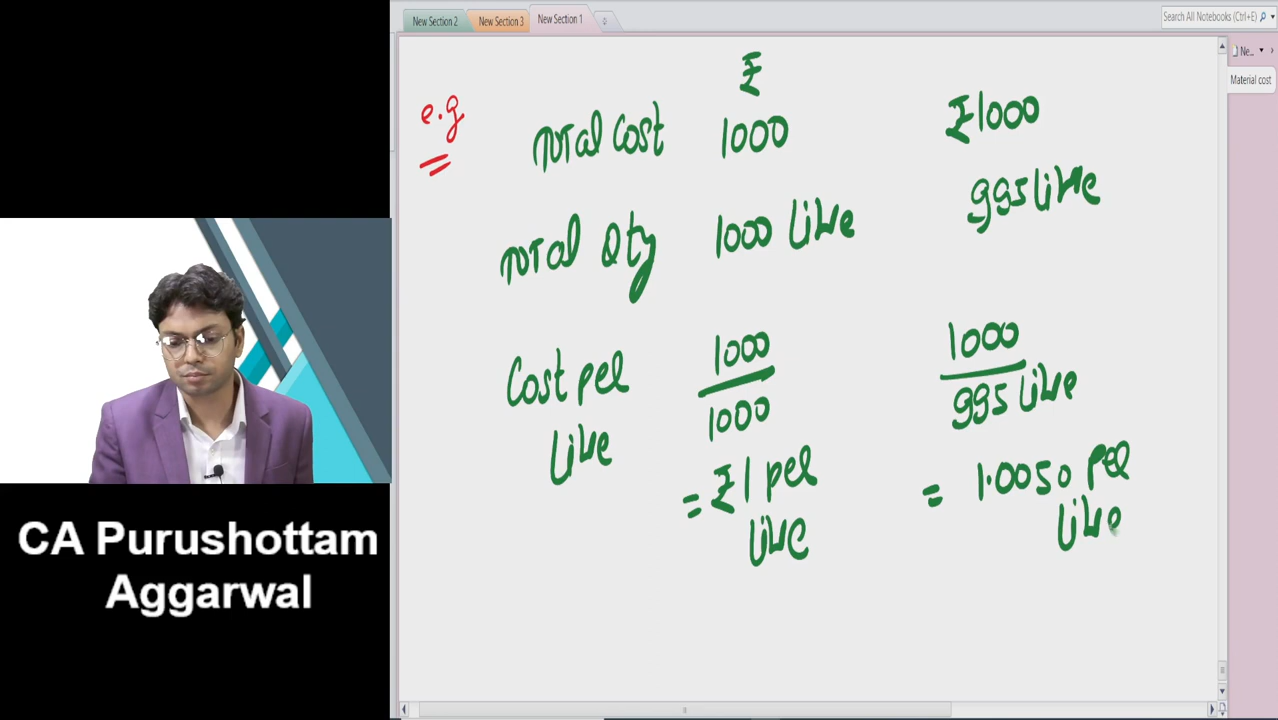 New Section 2 New Section 3 New Section 1
Search All Notebooks (Ctrl+E)
Ne...
Material cost
e.g
₹
Total Cost 1000 ₹1000
Total Qty 1000 Litre 995 Litre
Cost per Litre 1000/1000 1000/995 Litre
= ₹1 per Litre = 1.0050 per Litre
CA Purushottam
Aggarwal